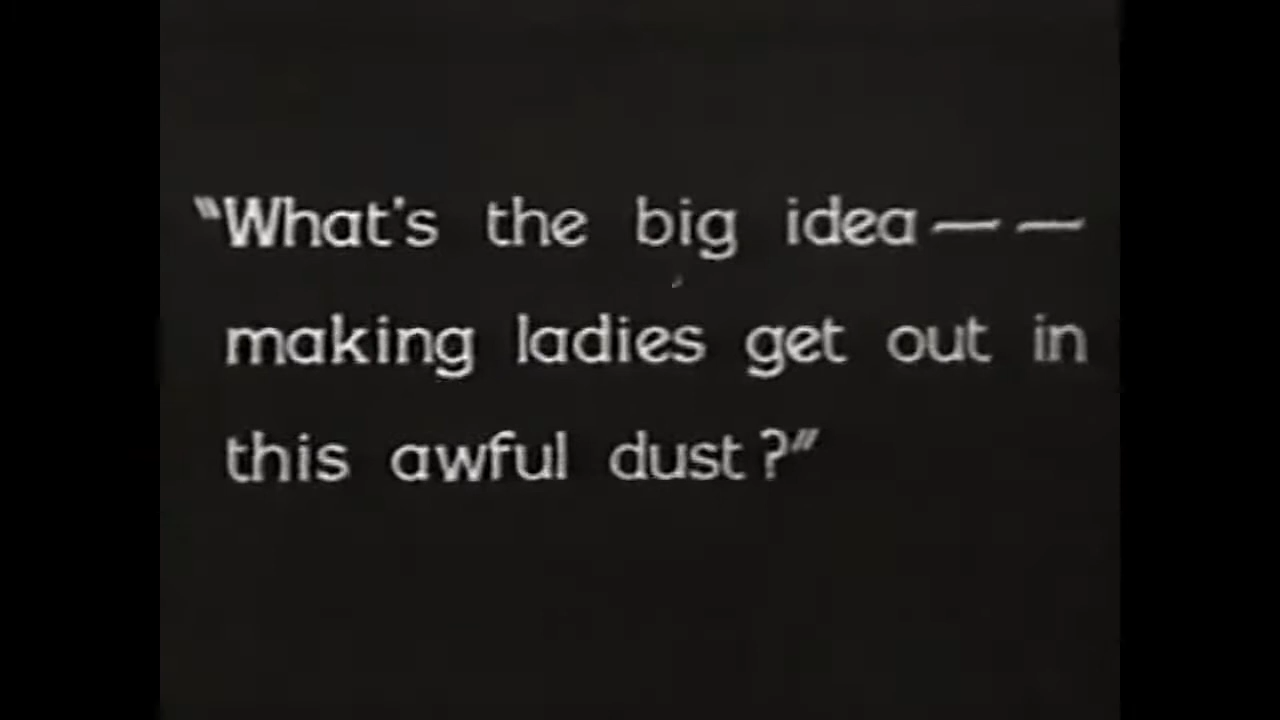 "What's the big idea——
making ladies get out in
this awful dust?"